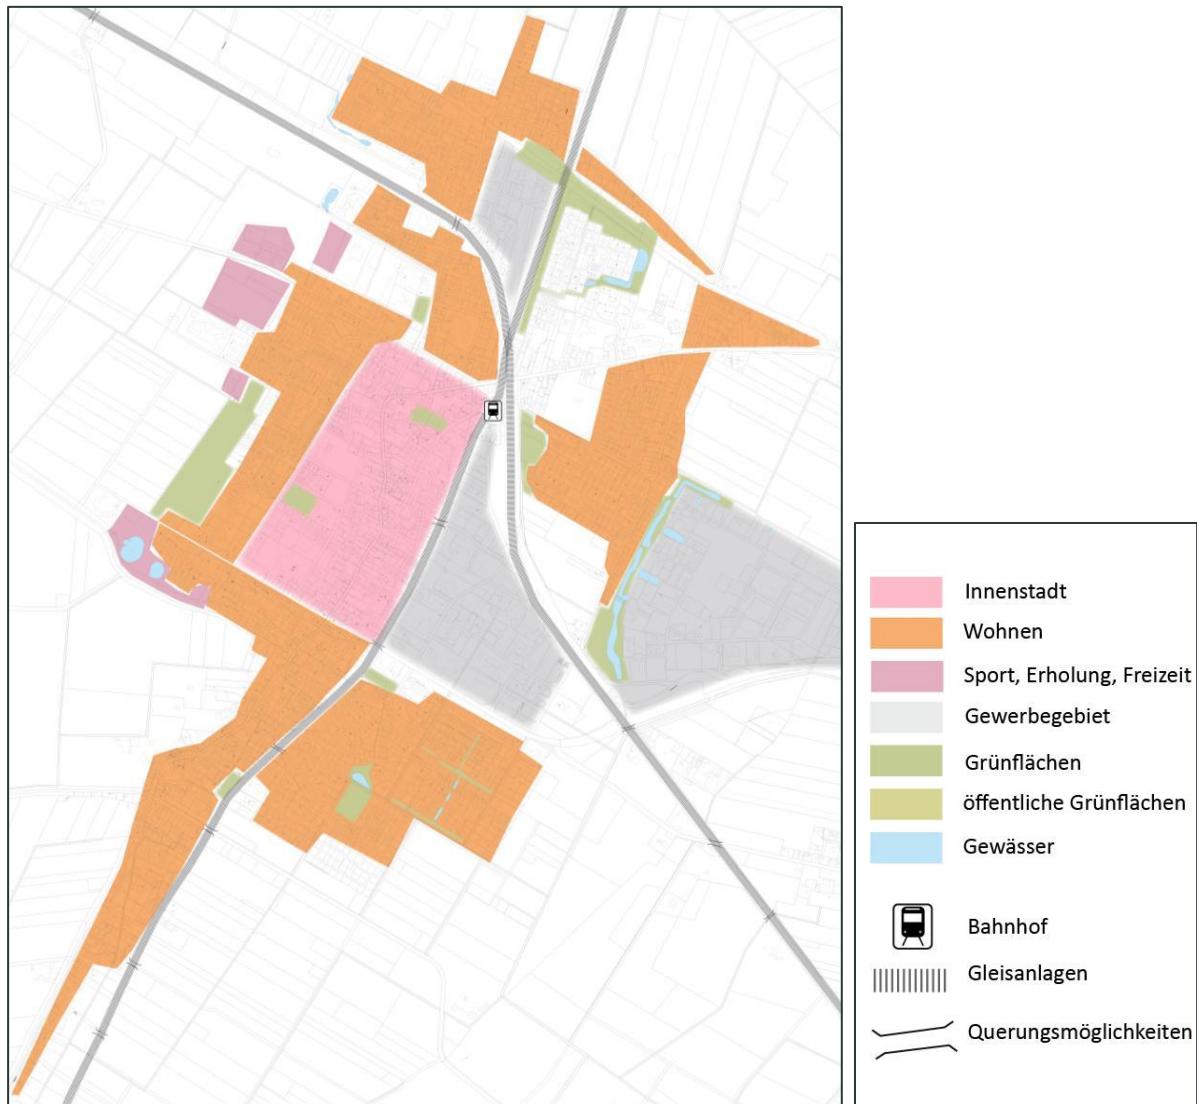 Innenstadt
Wohnen
Sport, Erholung, Freizeit
Gewerbegebiet
Grünflächen
öffentliche Grünflächen
Gewässer
Bahnhof
Gleisanlagen
Querungsmöglichkeiten